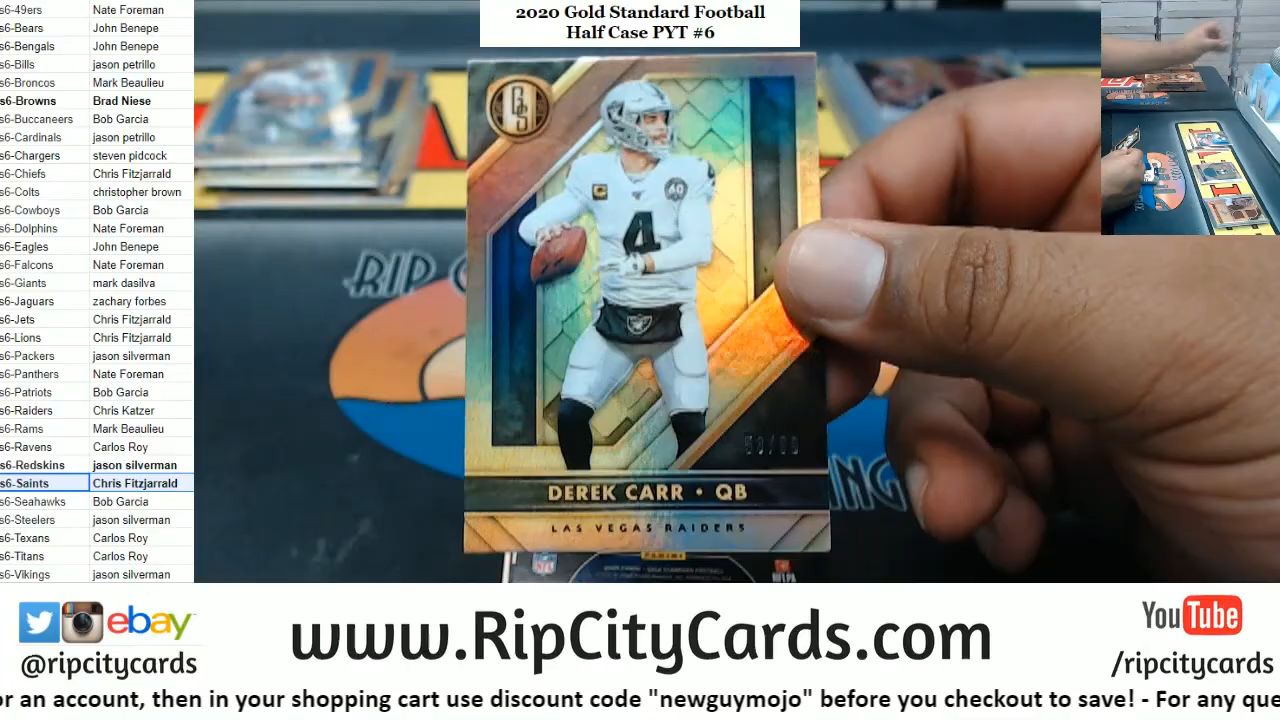 s6-49ers Nate Foreman
s6-Bears John Benepe
s6-Bengals John Benepe
s6-Bills jason petrillo
s6-Broncos Mark Beaulieu
s6-Browns Brad Niese
s6-Buccaneers Bob Garcia
s6-Cardinals jason petrillo
s6-Chargers steven pidcock
s6-Chiefs Chris Fitzjarrald
s6-Colts christopher brown
s6-Cowboys Bob Garcia
s6-Dolphins Nate Foreman
s6-Eagles John Benepe
s6-Falcons Nate Foreman
s6-Giants mark dasilva
s6-Jaguars zachary forbes
s6-Jets Chris Fitzjarrald
s6-Lions Chris Fitzjarrald
s6-Packers jason silverman
s6-Panthers Nate Foreman
s6-Patriots Bob Garcia
s6-Raiders Chris Katzer
s6-Rams Mark Beaulieu
s6-Ravens Carlos Roy
s6-Redskins jason silverman
s6-Saints Chris Fitzjarrald
s6-Seahawks Bob Garcia
s6-Steelers jason silverman
s6-Texans Carlos Roy
s6-Titans Carlos Roy
s6-Vikings jason silverman
2020 Gold Standard Football
Half Case PYT #6
GS
60
4
RIP
DEREK CARR • QB
LAS VEGAS RAIDERS
PANINI
NFL
NFLPA
ebay
@ripcitycards
www.RipCityCards.com
YouTube
/ripcitycards
or an account, then in your shopping cart use discount code "newguymojo" before you checkout to save! - For any que